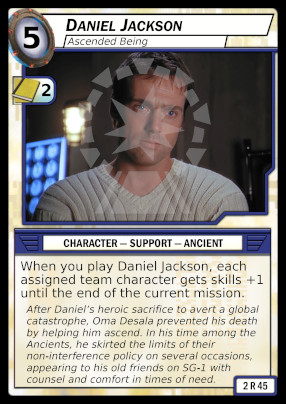 5
DANIEL JACKSON
Ascended Being
2
CHARACTER – SUPPORT – ANCIENT
When you play Daniel Jackson, each
assigned team character gets skills +1
until the end of the current mission.
After Daniel's heroic sacrifice to avert a global
catastrophe, Oma Desala prevented his death
by helping him ascend. In his time among the
Ancients, he skirted the limits of their
non-interference policy on several occasions,
appearing to his old friends on SG-1 with
counsel and comfort in times of need.
2 R 45